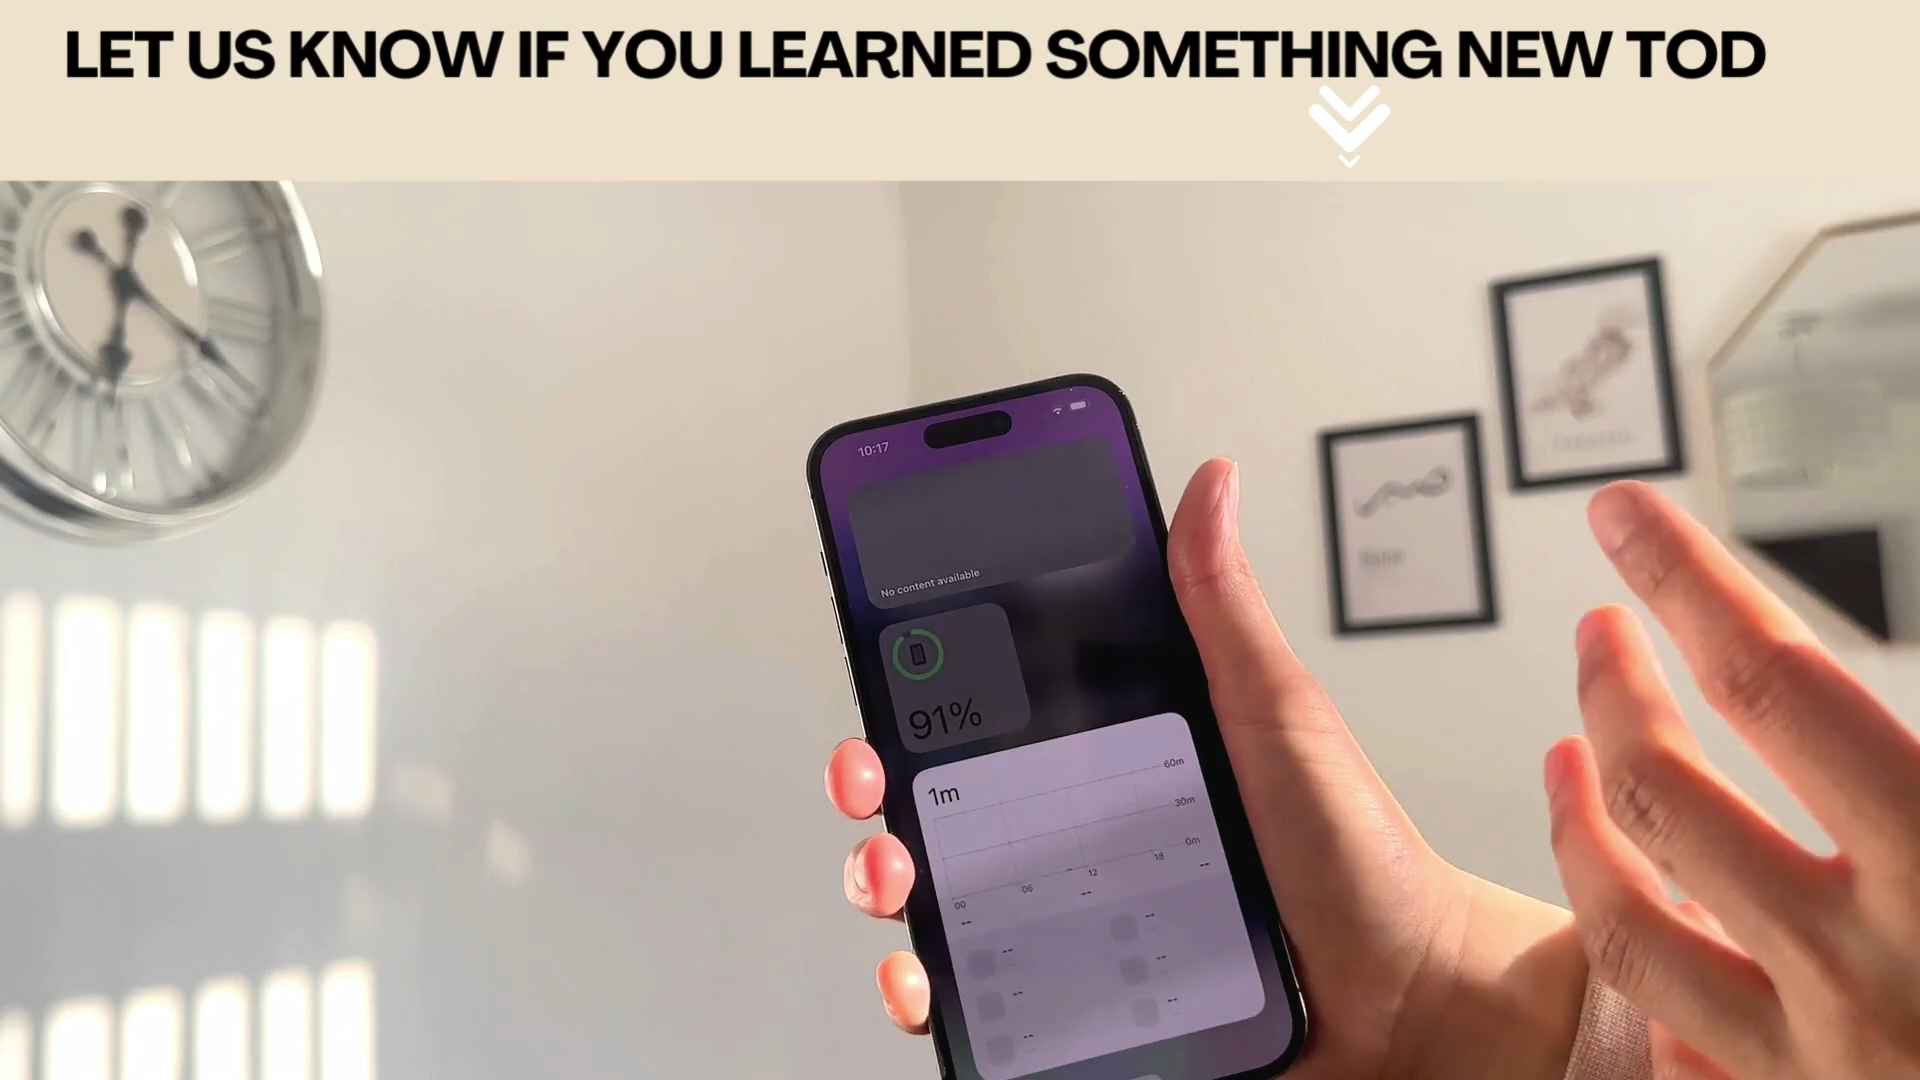 LET US KNOW IF YOU LEARNED SOMETHING NEW TOD
10:17
No content available
91%
1m
60m
30m
0m
00
06
12
18
--
--
--
--
--
--
--
--
--
--